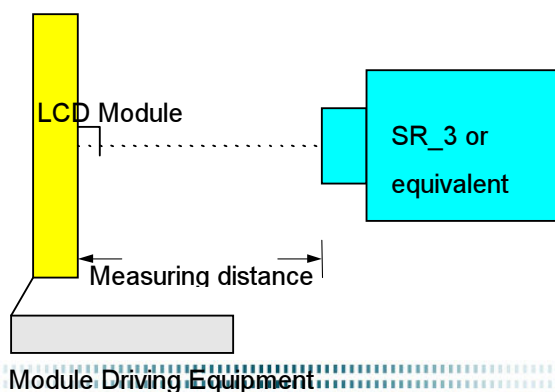 LCD Module
SR_3 or
equivalent
Measuring distance
Module Driving Equipment